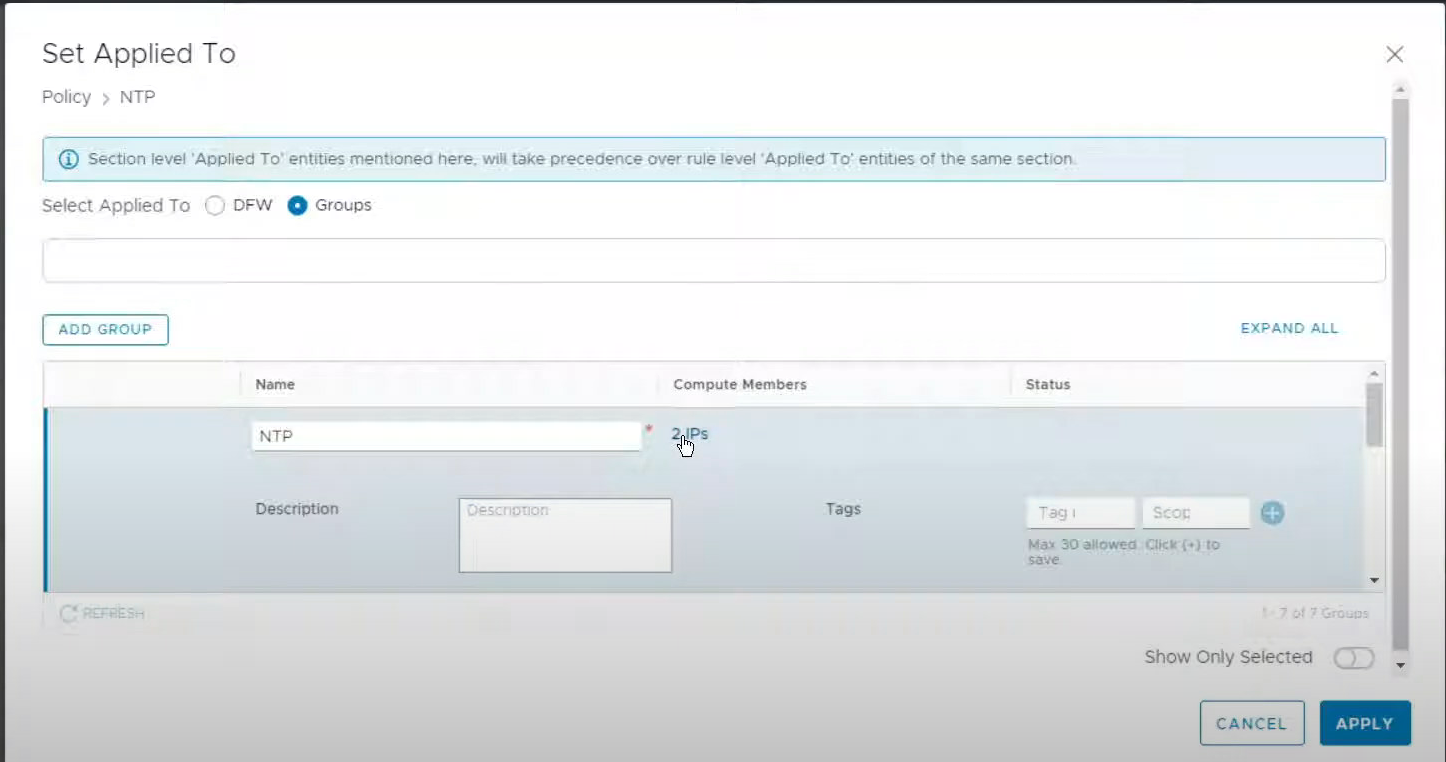 Set Applied To
Policy > NTP
Section level 'Applied To' entities mentioned here, will take precedence over rule level 'Applied To' entities of the same section.
Select Applied To DFW Groups
ADD GROUP EXPAND ALL
Name Compute Members Status
NTP * 2 IPs
Description Description Tags Tag Scop
Max 30 allowed. Click (+) to
save.
REFRESH 1 - 7 of 7 Groups
Show Only Selected
CANCEL APPLY